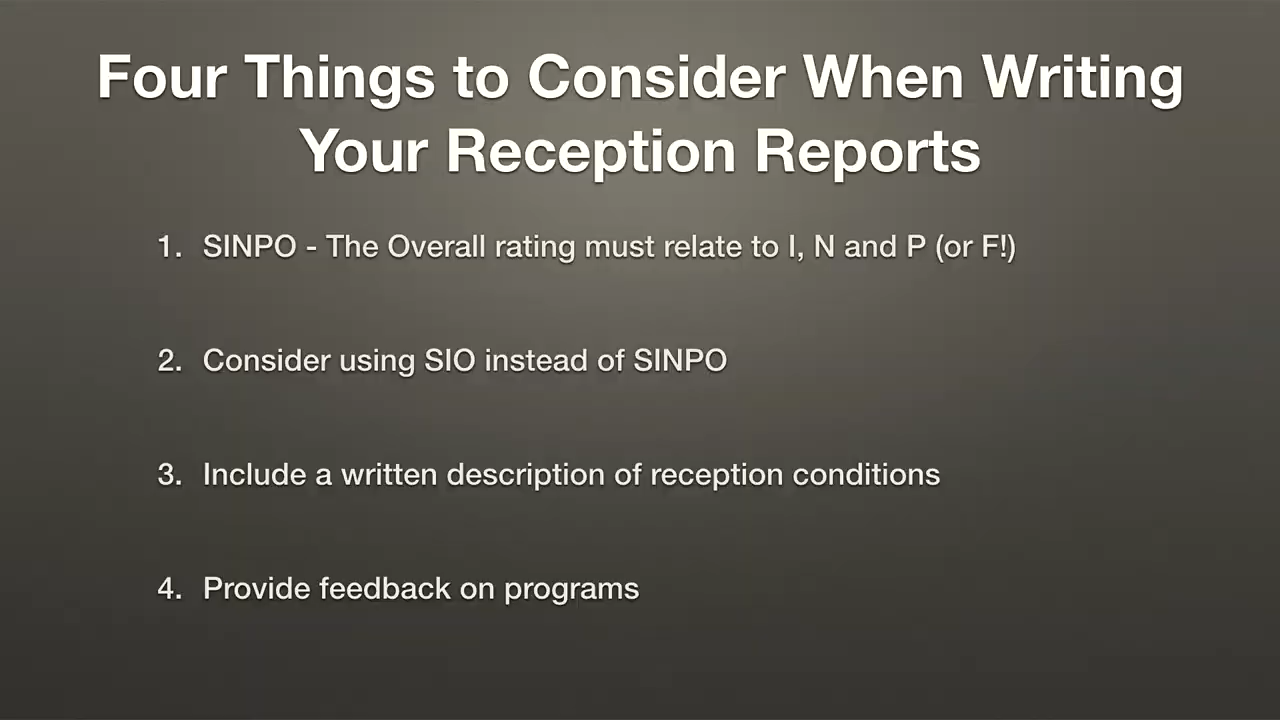 Four Things to Consider When Writing
Your Reception Reports
1. SINPO - The Overall rating must relate to I, N and P (or F!)
2. Consider using SIO instead of SINPO
3. Include a written description of reception conditions
4. Provide feedback on programs